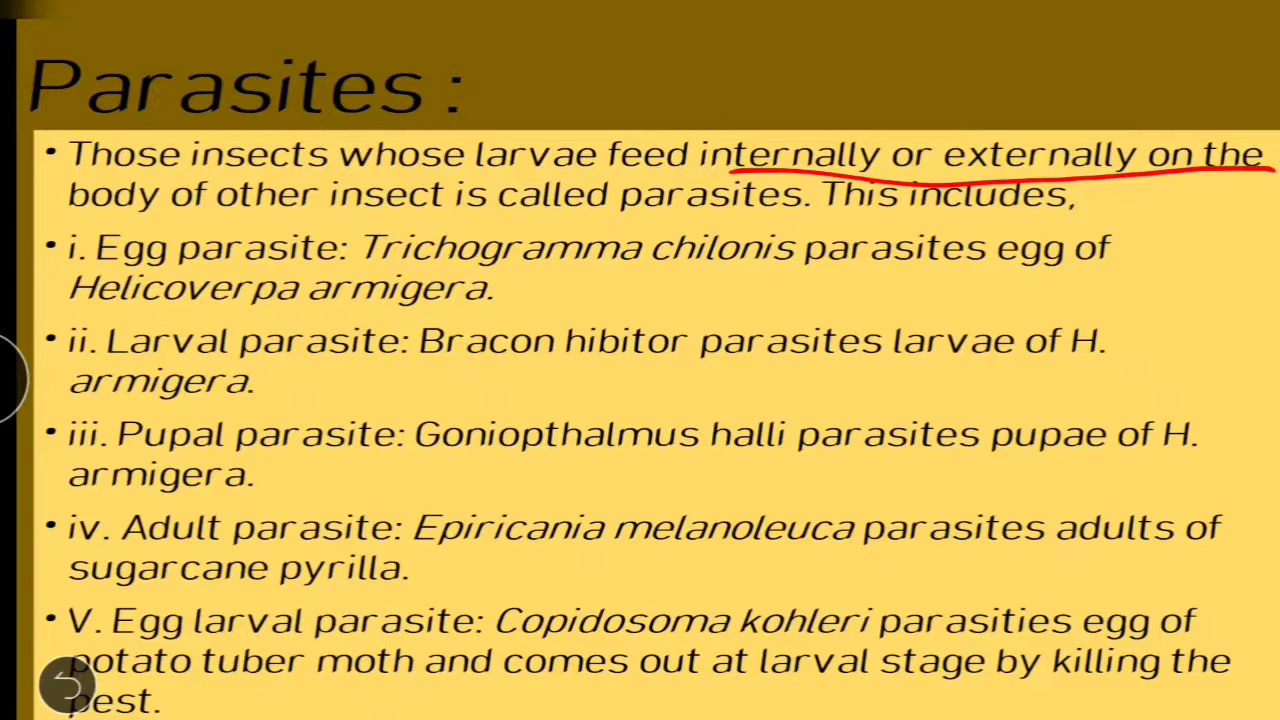 Parasites :
• Those insects whose larvae feed internally or externally on the
body of other insect is called parasites. This includes,
• i. Egg parasite: Trichogramma chilonis parasites egg of
Helicoverpa armigera.
• ii. Larval parasite: Bracon hibitor parasites larvae of H.
armigera.
• iii. Pupal parasite: Goniopthalmus halli parasites pupae of H.
armigera.
• iv. Adult parasite: Epiricania melanoleuca parasites adults of
sugarcane pyrilla.
• V. Egg larval parasite: Copidosoma kohleri parasities egg of
potato tuber moth and comes out at larval stage by killing the
pest.